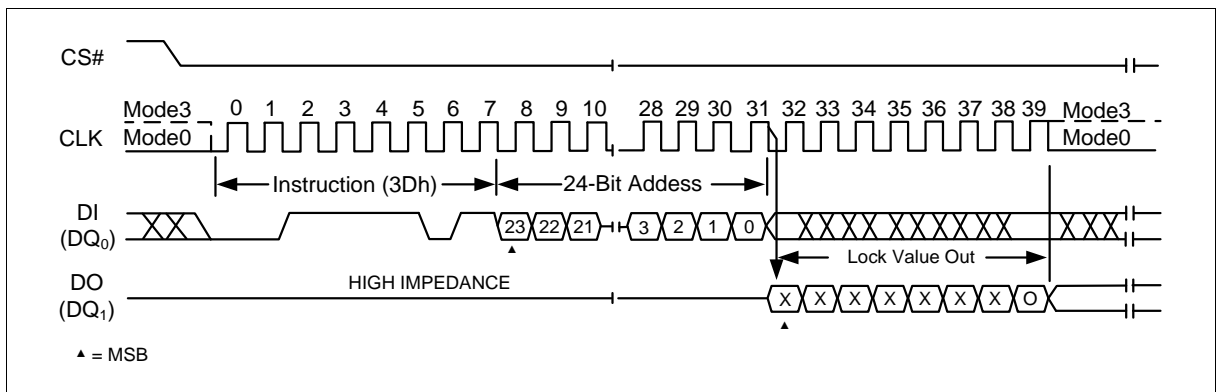 CS#
Mode3 0 1 2 3 4 5 6 7 8 9 10 28 29 30 31 32 33 34 35 36 37 38 39 Mode3
CLK Mode0 Mode0
Instruction (3Dh) 24-Bit Addess
DI
(DQ0) 23 22 21 3 2 1 0
Lock Value Out
DO HIGH IMPEDANCE
(DQ1) X X X X X X X O
▲ = MSB